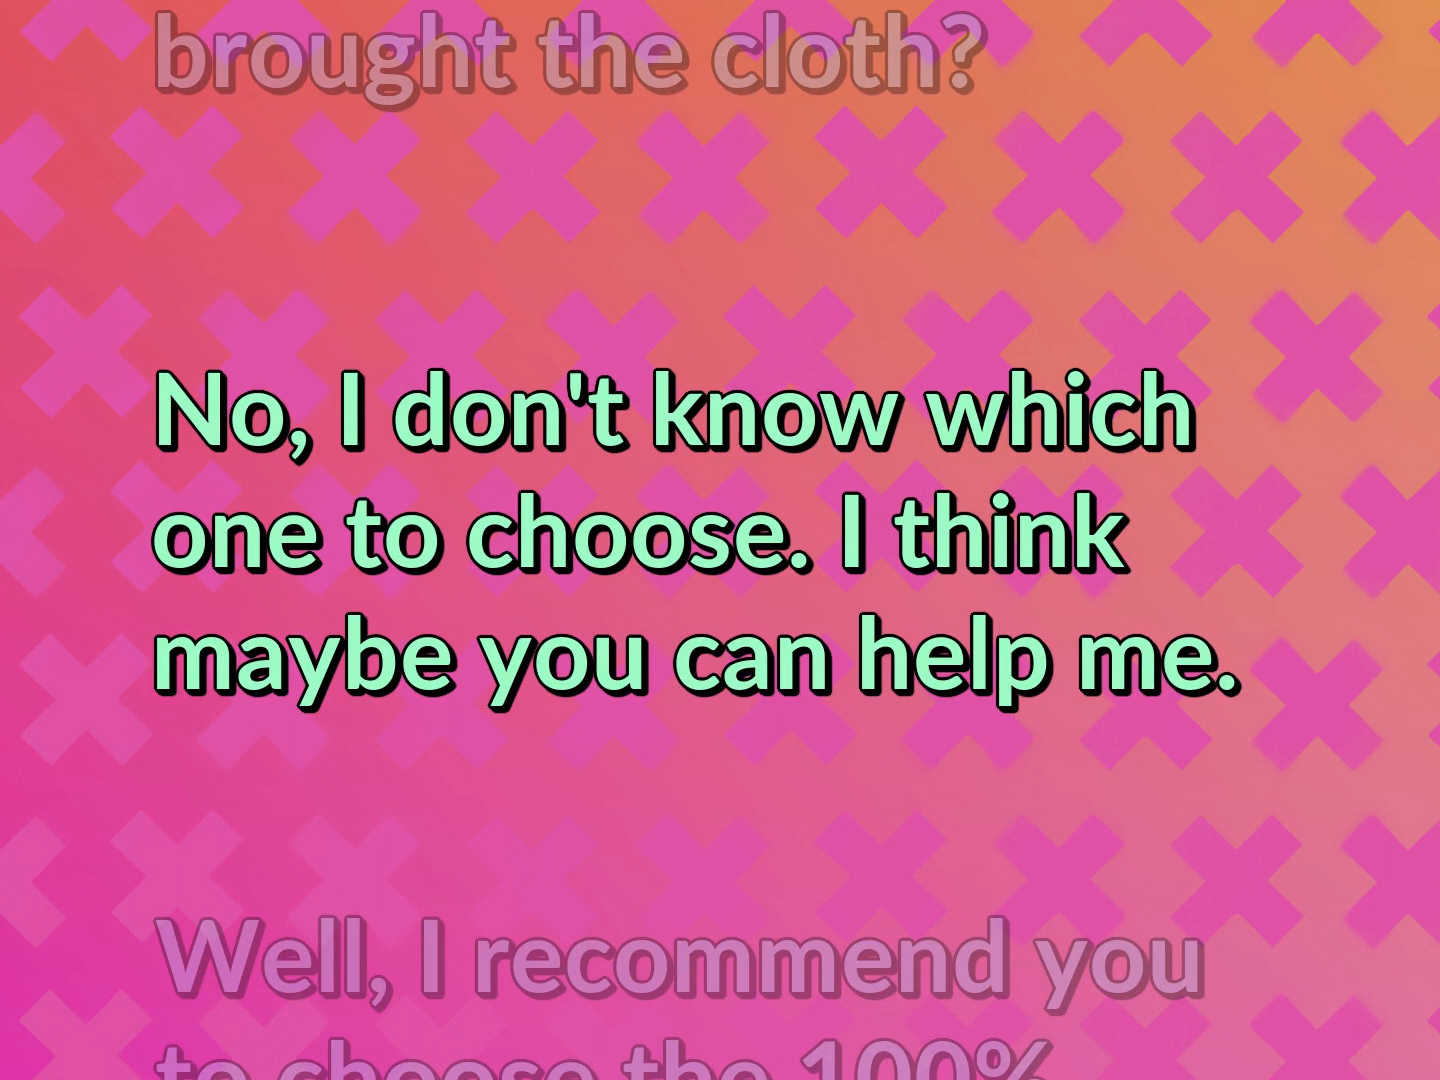 brought the cloth?
No, I don't know which
one to choose. I think
maybe you can help me.
Well, I recommend you
to choose the 100%